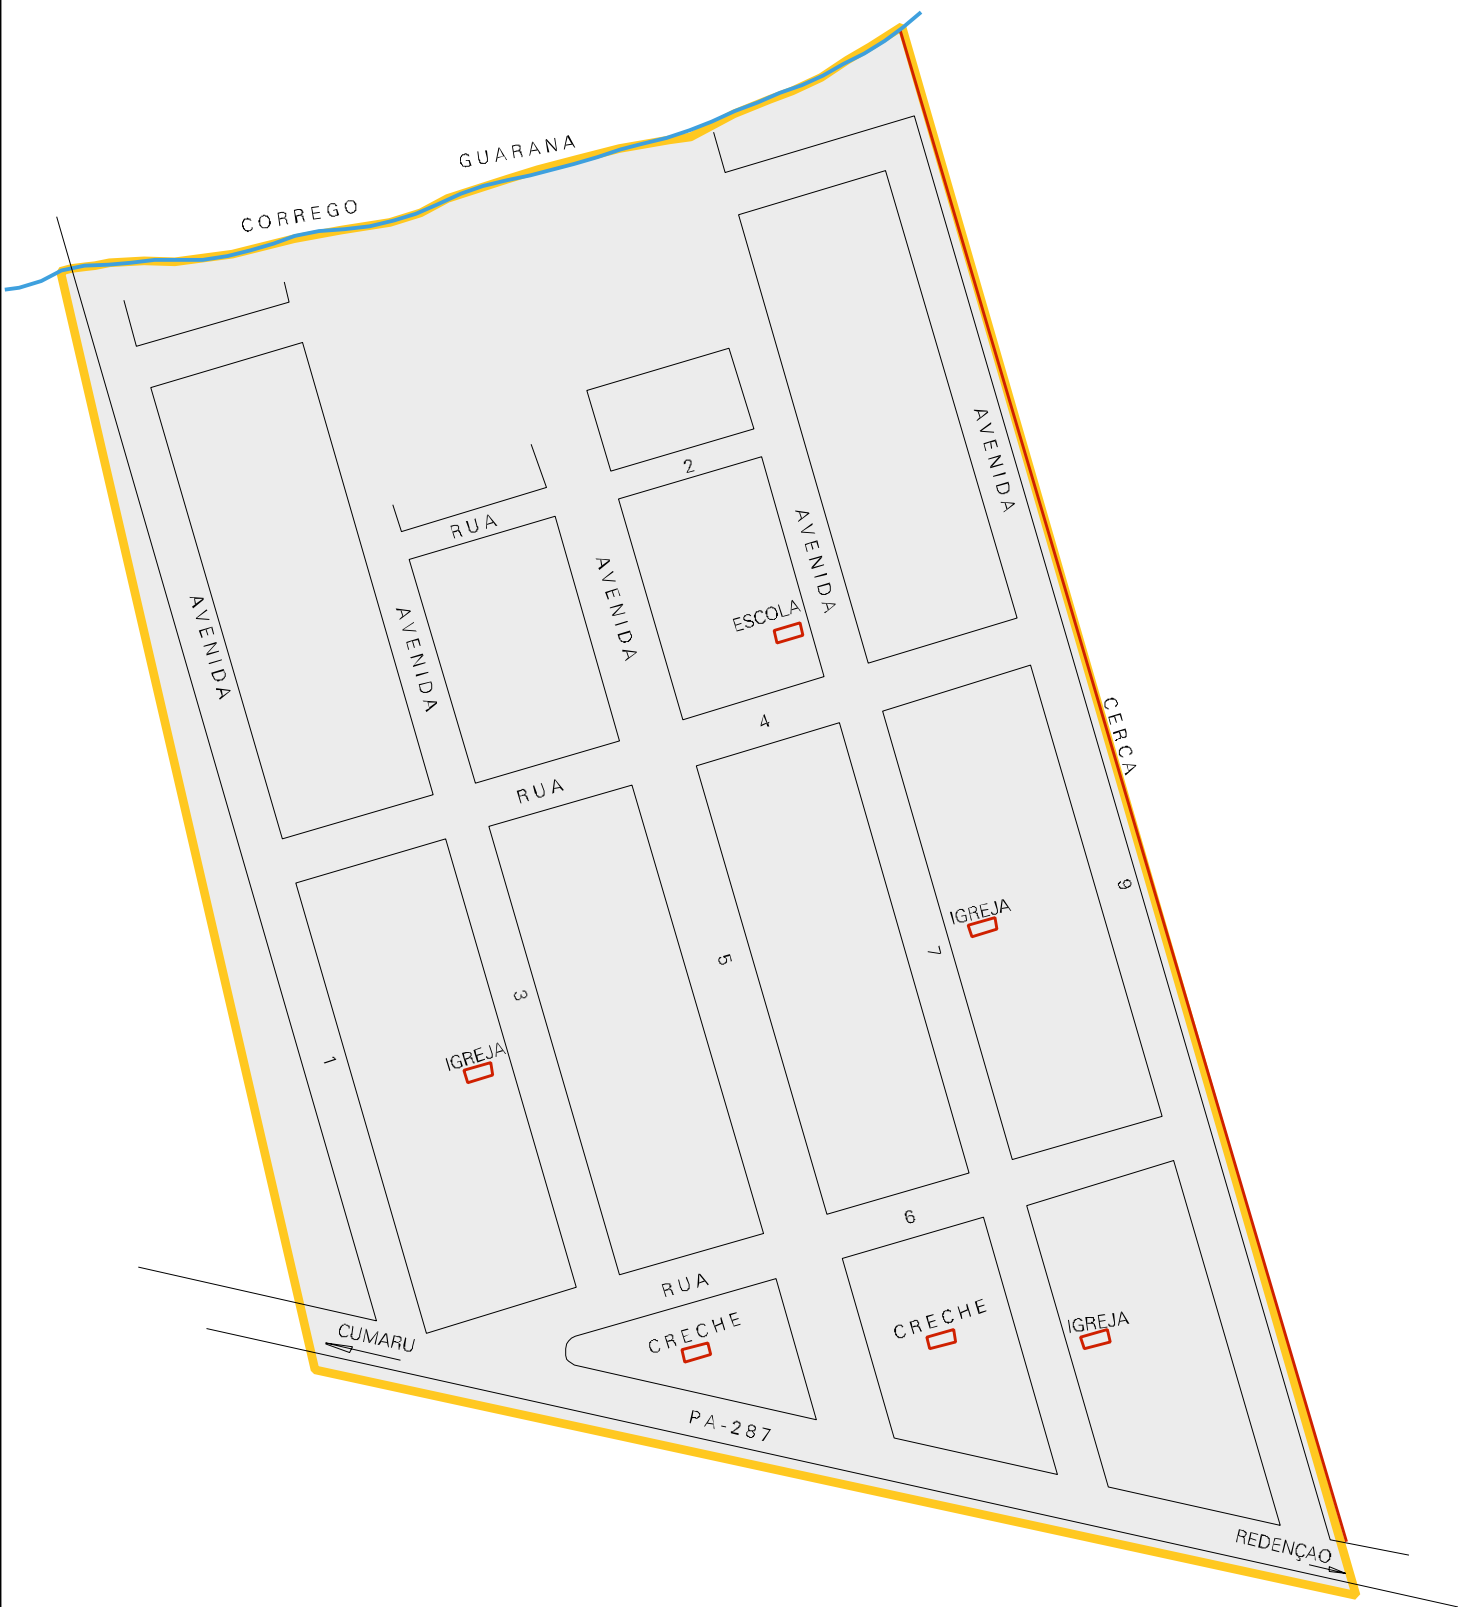 GUARANA
CORREGO
AVENIDA
2
RUA
AVENIDA
AVENIDA
AVENIDA
AVENIDA
ESCOLA
CERCA
4
RUA
9
IGREJA
7
5
3
IGREJA
1
6
RUA
CRECHE
CRECHE
IGREJA
CUMARU
PA-287
REDENÇAO